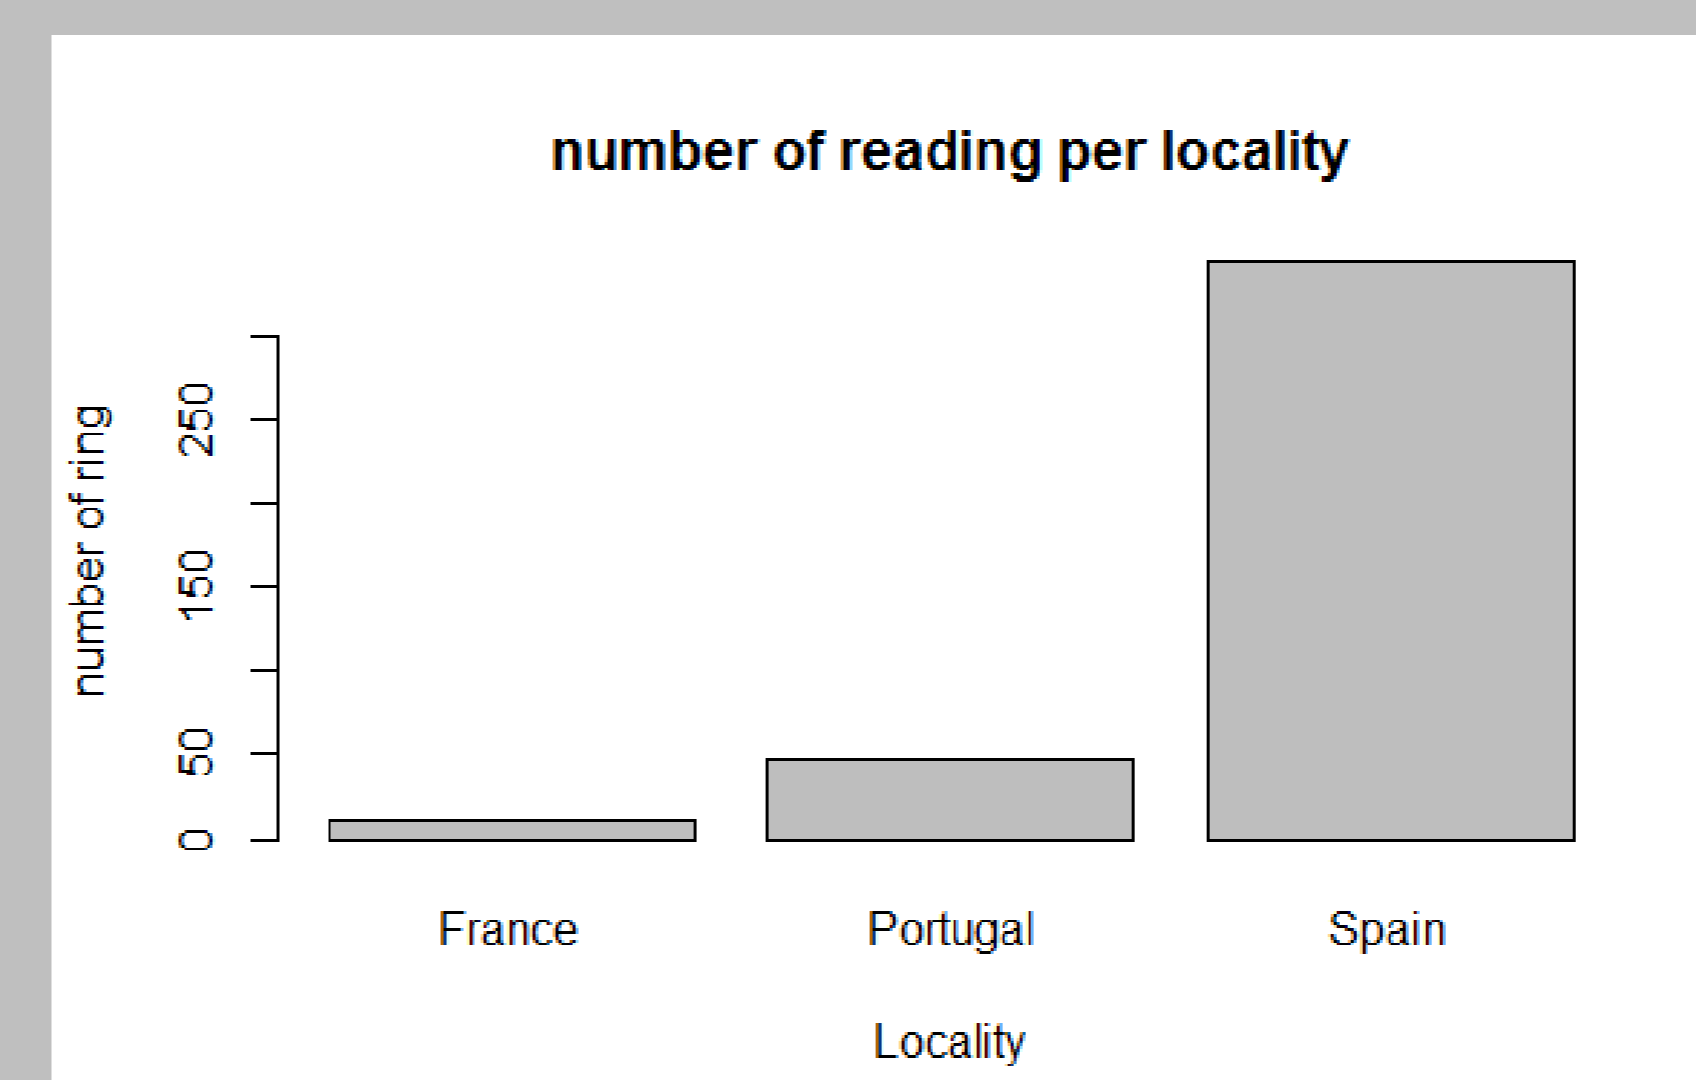 number of reading per locality
number of ring
250
150
50
0
France Portugal Spain
Locality